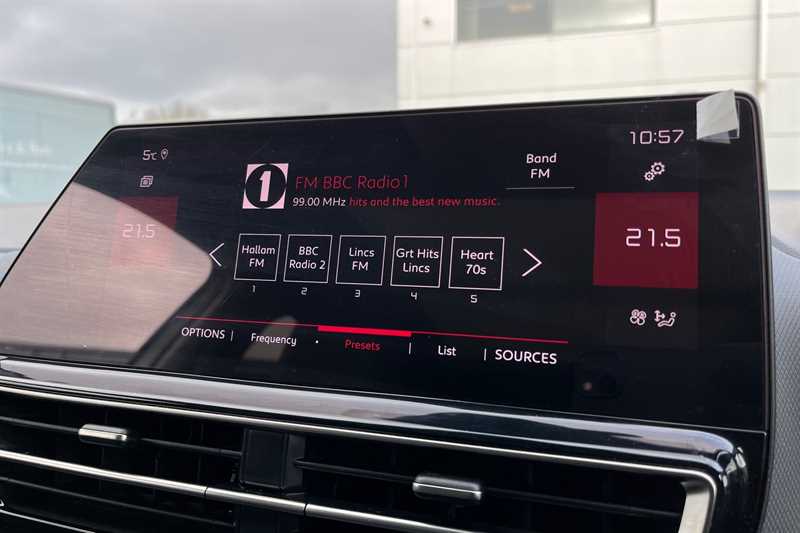 10:57
5°C
1
FM BBC Radio 1
99.00 MHz hits and the best new music.
Band
FM
21.5
21.5
Hallam
FM
BBC
Radio 2
Lincs
FM
Grt Hits
Lincs
Heart
70s
1
2
3
4
5
OPTIONS
Frequency
Presets
List
SOURCES